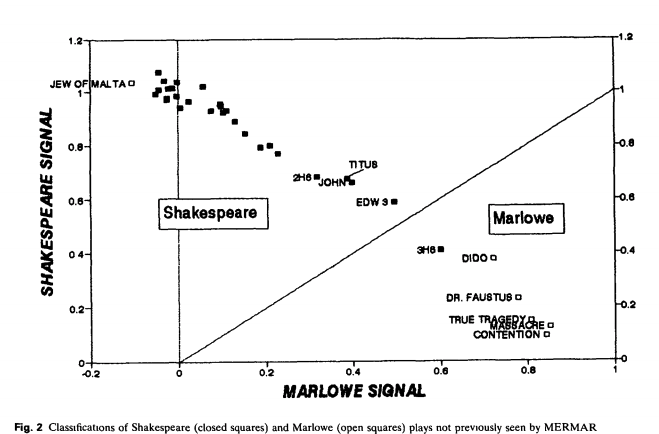 1.2
1.2
JEW OF MALTA
1
1
0.8
0.8
TITUS
2H6
JOHN
0.6
0.6
EDW 3
Shakespeare
Marlowe
0 4
0.4
3H6
DIDO
0.2
0.2
DR. FAUSTUS
TRUE TRAGEDY
MASSACRE
CONTENTION
0
0
-0.2
0
0.2
0.4
0.6
0.8
1
SHAKESPEARE SIGNAL
MARLOWE SIGNAL
Fig. 2 Classifications of Shakespeare (closed squares) and Marlowe (open squares) plays not previously seen by MERMAR